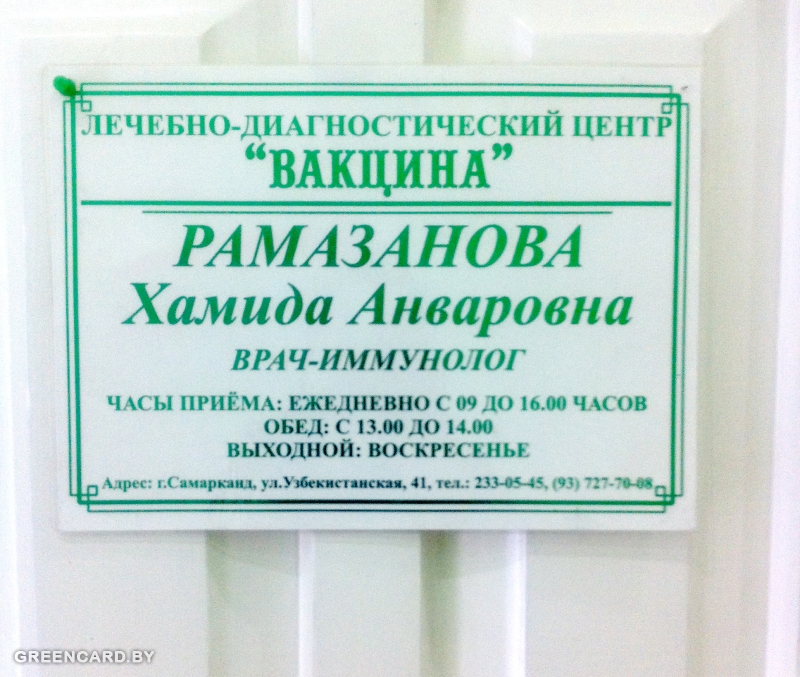 ЛЕЧЕБНО-ДИАГНОСТИЧЕСКИЙ ЦЕНТР
“ВАКЦИНА”
РАМАЗАНОВА
Хамида Анваровна
ВРАЧ-ИММУНОЛОГ
ЧАСЫ ПРИЁМА: ЕЖЕДНЕВНО С 09 ДО 16.00 ЧАСОВ
ОБЕД: С 13.00 ДО 14.00
ВЫХОДНОЙ: ВОСКРЕСЕНЬЕ
Адрес: г.Самарканд, ул.Узбекистанская, 41, тел.: 233-05-45, (93) 727-70-08
GREENCARD.BY